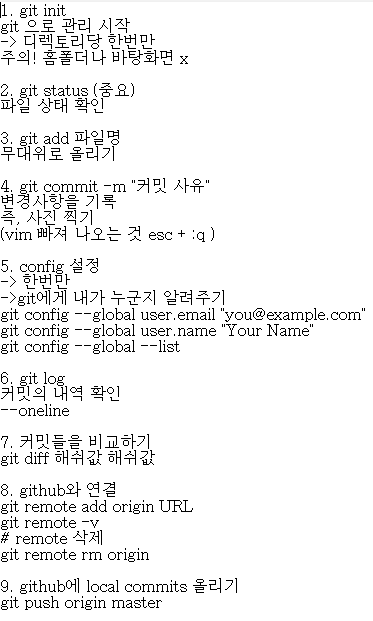 1. git init
git 으로 관리 시작
-> 디렉토리당 한번만
주의! 홈폴더나 바탕화면 x
2. git status (중요)
파일 상태 확인
3. git add 파일명
무대위로 올리기
4. git commit -m "커밋 사유"
변경사항을 기록
즉, 사진 찍기
(vim 빠져 나오는 것 esc + :q )
5. config 설정
-> 한번만
->git에게 내가 누군지 알려주기
git config --global user.email "you@example.com"
git config --global user.name "Your Name"
git config --global --list
6. git log
커밋의 내역 확인
--oneline
7. 커밋들을 비교하기
git diff 해쉬값 해쉬값
8. github와 연결
git remote add origin URL
git remote -v
# remote 삭제
git remote rm origin
9. github에 local commits 올리기
git push origin master